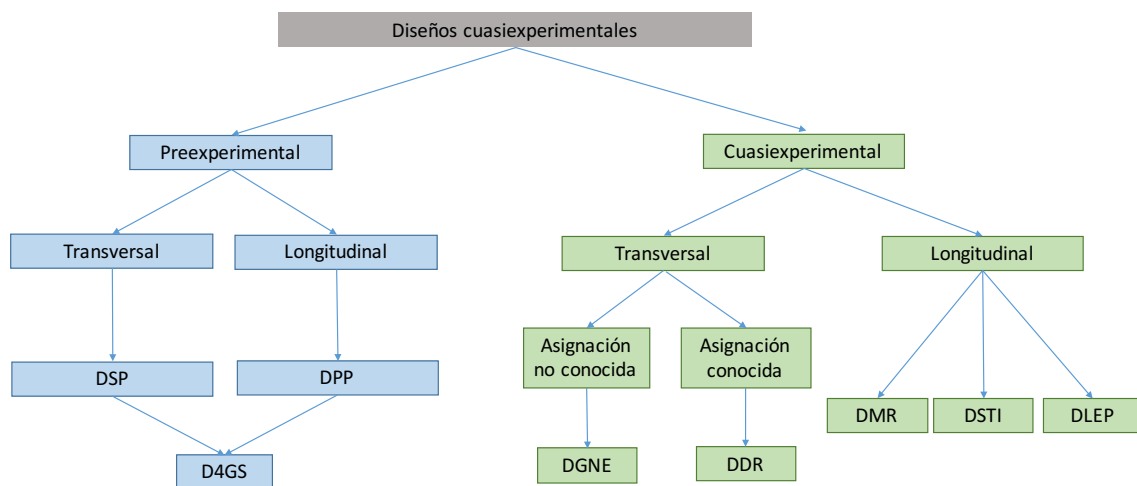 Diseños cuasiexperimentales
Preexperimental
Cuasiexperimental
Transversal
Longitudinal
Transversal
Longitudinal
Asignación
no conocida
Asignación
conocida
DSP
DPP
DMR
DSTI
DLEP
D4GS
DGNE
DDR